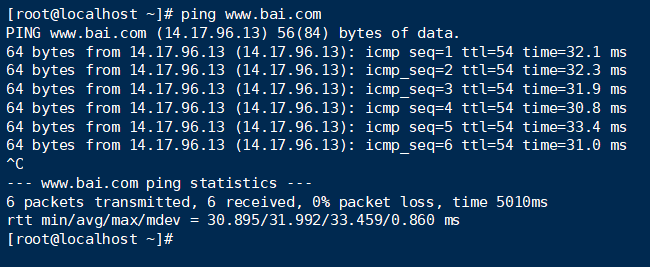 [root@localhost ~]# ping www.bai.com
PING www.bai.com (14.17.96.13) 56(84) bytes of data.
64 bytes from 14.17.96.13 (14.17.96.13): icmp_seq=1 ttl=54 time=32.1 ms
64 bytes from 14.17.96.13 (14.17.96.13): icmp_seq=2 ttl=54 time=32.3 ms
64 bytes from 14.17.96.13 (14.17.96.13): icmp_seq=3 ttl=54 time=31.9 ms
64 bytes from 14.17.96.13 (14.17.96.13): icmp_seq=4 ttl=54 time=30.8 ms
64 bytes from 14.17.96.13 (14.17.96.13): icmp_seq=5 ttl=54 time=33.4 ms
64 bytes from 14.17.96.13 (14.17.96.13): icmp_seq=6 ttl=54 time=31.0 ms
^C
--- www.bai.com ping statistics ---
6 packets transmitted, 6 received, 0% packet loss, time 5010ms
rtt min/avg/max/mdev = 30.895/31.992/33.459/0.860 ms
[root@localhost ~]#